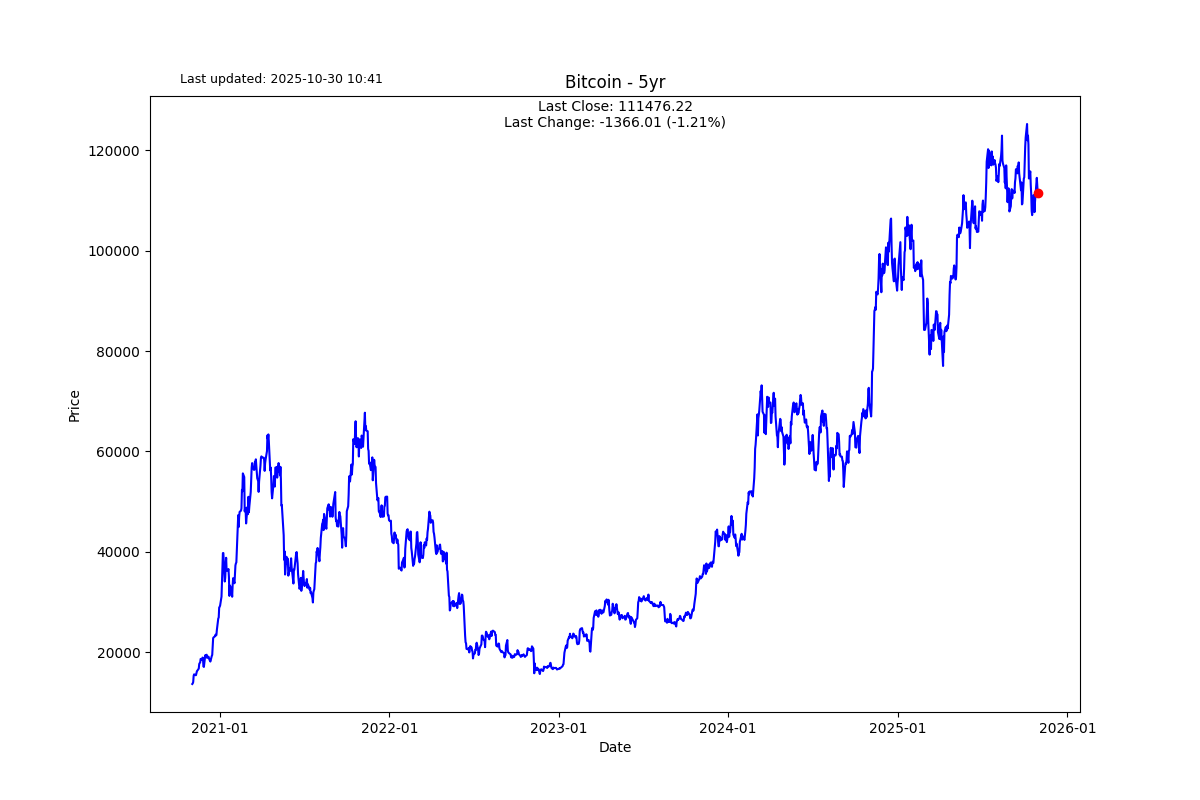 Last updated: 2025-10-30 10:41
Bitcoin - 5yr
Last Close: 111476.22
Last Change: -1366.01 (-1.21%)
120000
100000
80000
60000
40000
20000
Price
2021-01
2022-01
2023-01
2024-01
2025-01
2026-01
Date